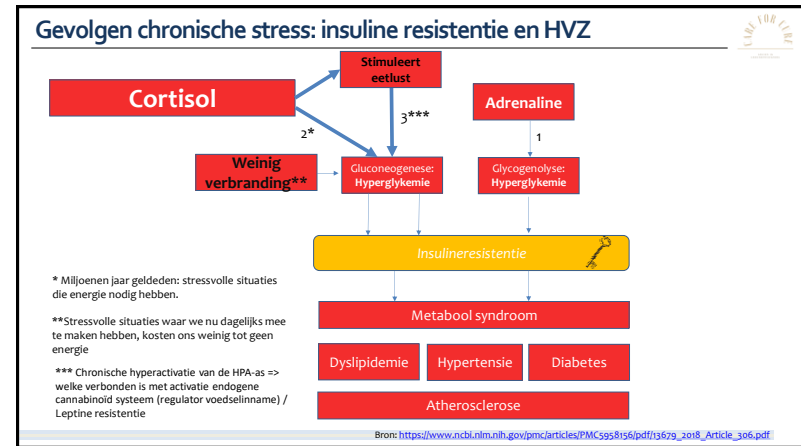 Gevolgen chronische stress: insuline resistentie en HVZ
CARE FOR CURE
Stimuleert
eetlust
Cortisol
Adrenaline
3***
2*
1
Weinig
verbranding**
Gluconeogenese:
Hyperglykemie
Glycogenolyse:
Hyperglykemie
Insulineresistentie
* Miljoenen jaar geldeden: stressvolle situaties
die energie nodig hebben.
Metabool syndroom
**Stressvolle situaties waar we nu dagelijks mee
te maken hebben, kosten ons weinig tot geen
energie
Dyslipidemie
Hypertensie
Diabetes
*** Chronische hyperactivatie van de HPA-as =>
welke verbonden is met activatie endogene
cannabinoïd systeem (regulator voedselinname) /
Leptine resistentie
Atherosclerose
Bron: https://www.ncbi.nlm.nih.gov/pmc/articles/PMC5958156/pdf/13679_2018_Article_306.pdf